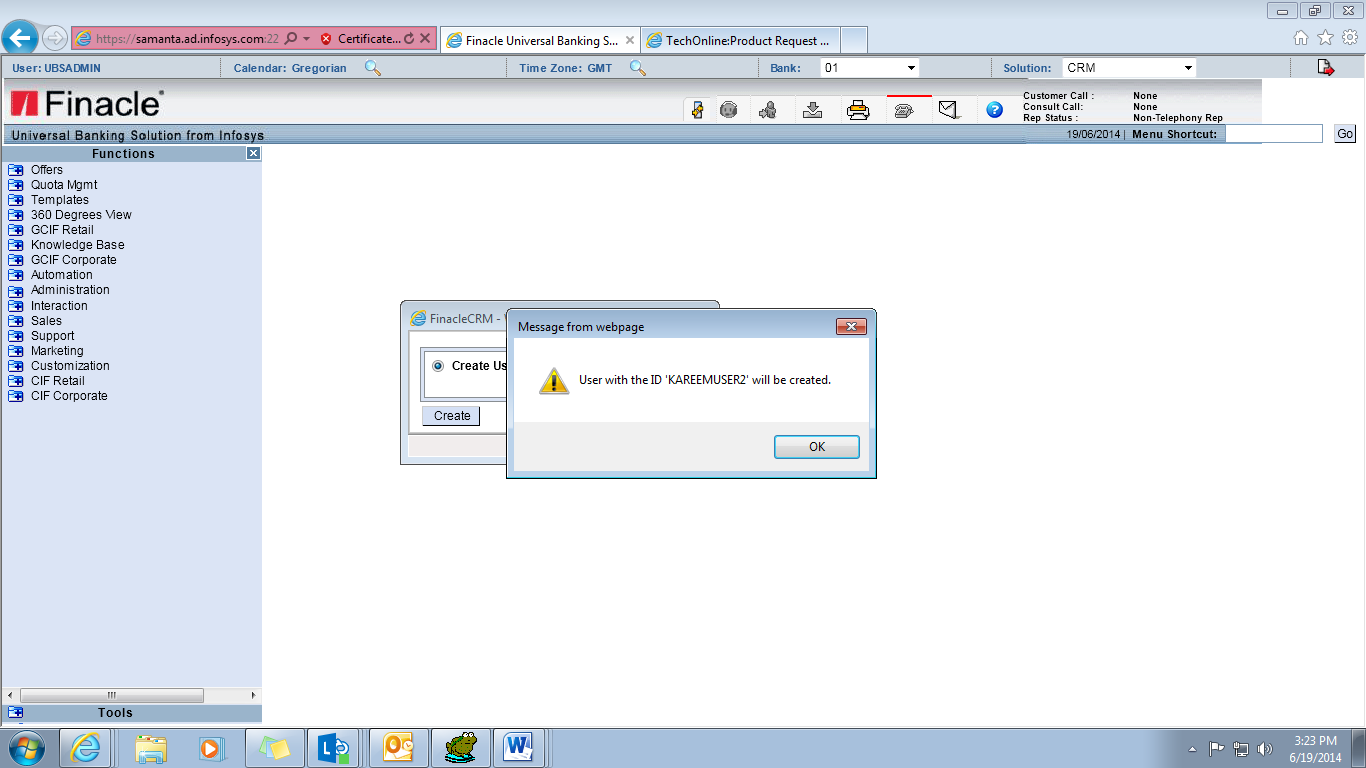 https://samanta.ad.infosys.com:22 Certificate... Finacle Universal Banking S... TechOnline:Product Request ...
User: UBSADMIN Calendar: Gregorian Time Zone: GMT Bank: 01 Solution: CRM
Finacle
Customer Call : None
Consult Call: None
Rep Status : Non-Telephony Rep
Universal Banking Solution from Infosys 19/06/2014 | Menu Shortcut: Go
Functions
Offers
Quota Mgmt
Templates
360 Degrees View
GCIF Retail
Knowledge Base
GCIF Corporate
Automation
Administration
Interaction
Sales
Support
Marketing
Customization
CIF Retail
CIF Corporate
FinacleCRM -
Create Us
Create
Message from webpage
User with the ID 'KAREEMUSER2' will be created.
OK
Tools
3:23 PM
6/19/2014